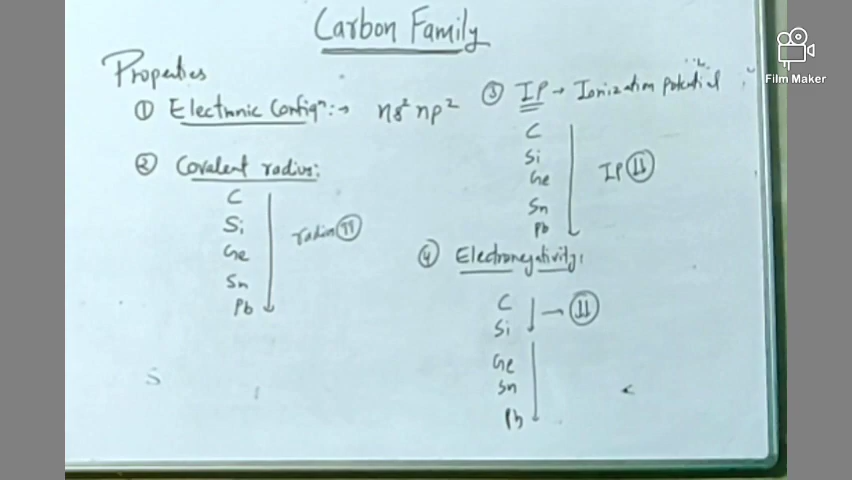 Carbon Family
Properties
① Electronic Configⁿ:→ ns² np²
② Covalent radius:
C
Si
Ge
Sn
Pb
radius ↑↑
③ IP → Ionization potential
C
Si
Ge
Sn
Pb
IP ↓↓
④ Electronegativity:
C
Si
→ ↓↓
Ge
Sn
Pb
Film Maker